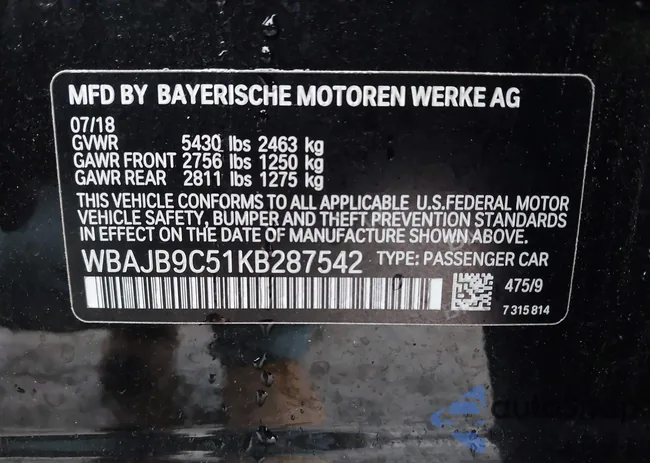 MFD BY BAYERISCHE MOTOREN WERKE AG
07/18
GVWR 5430 lbs 2463 kg
GAWR FRONT 2756 lbs 1250 kg
GAWR REAR 2811 lbs 1275 kg
THIS VEHICLE CONFORMS TO ALL APPLICABLE U.S.FEDERAL MOTOR
VEHICLE SAFETY, BUMPER AND THEFT PREVENTION STANDARDS
IN EFFECT ON THE DATE OF MANUFACTURE SHOWN ABOVE.
WBAJB9C51KB287542 TYPE: PASSENGER CAR
475/9
7 315 814